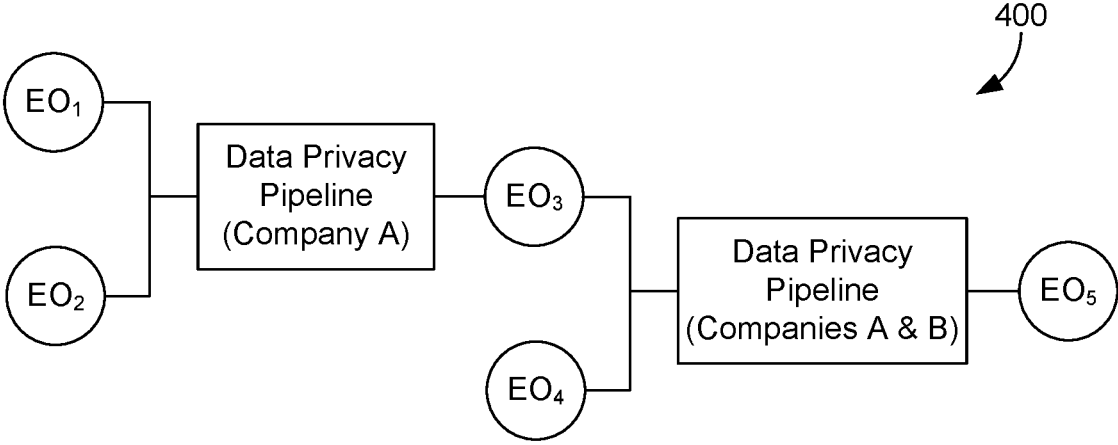 400
EO₁
Data Privacy
Pipeline
(Company A)
EO₂
EO₃
Data Privacy
Pipeline
(Companies A & B)
EO₄
EO₅